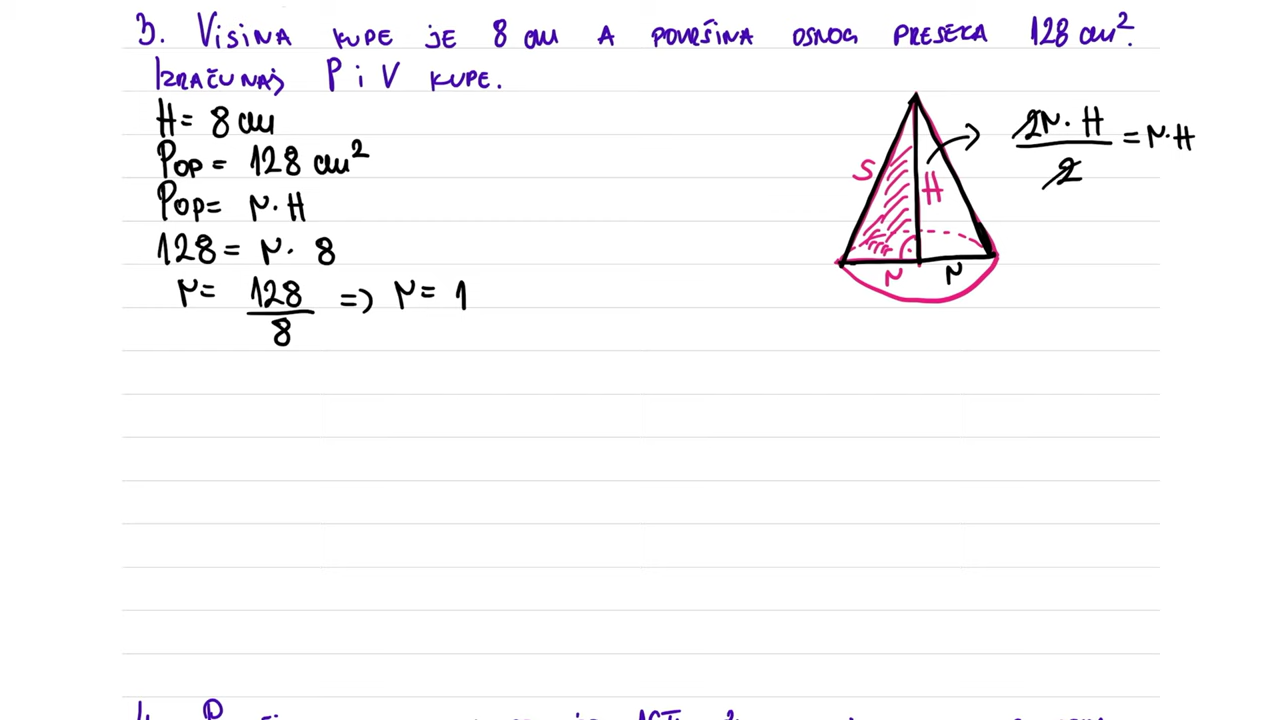 3. Visina kupe je 8 cm a površina osnog preseka 128 cm².
Izračunaj P i V kupe.
H = 8 cm
Pop = 128 cm²
Pop = r · H
128 = r · 8
r = 128/8 => r = 1
2r · H / 2 = r · H
s
H
r
r
4. P